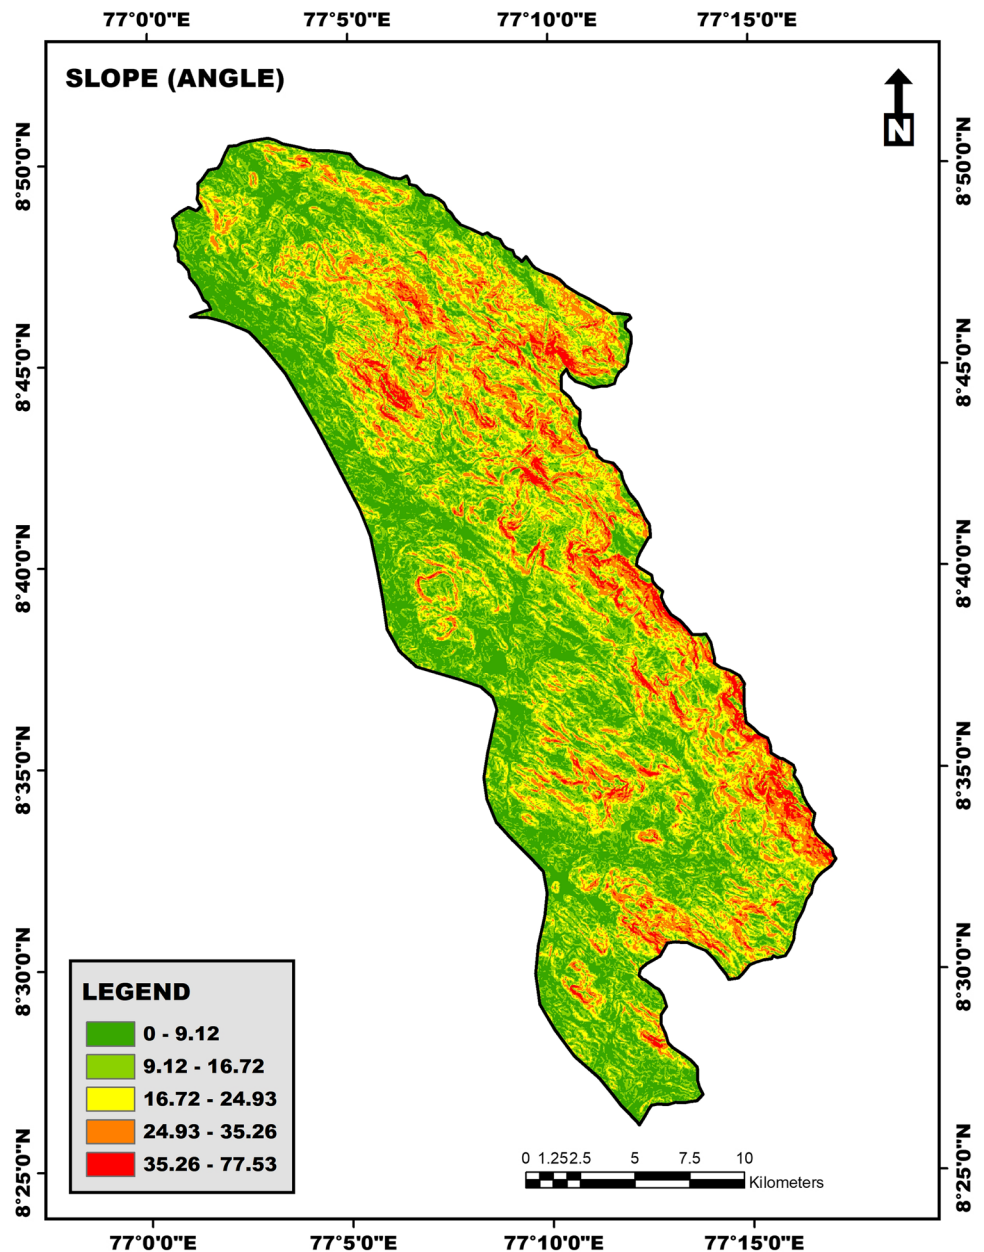 77°0'0"E 77°5'0"E 77°10'0"E 77°15'0"E
SLOPE (ANGLE)
N
8°50'0"N 8°50'0"N
8°45'0"N 8°45'0"N
8°40'0"N 8°40'0"N
8°35'0"N 8°35'0"N
8°30'0"N 8°30'0"N
8°25'0"N 8°25'0"N
LEGEND
0 - 9.12
9.12 - 16.72
16.72 - 24.93
24.93 - 35.26
35.26 - 77.53
0 1.25 2.5 5 7.5 10
Kilometers
77°0'0"E 77°5'0"E 77°10'0"E 77°15'0"E